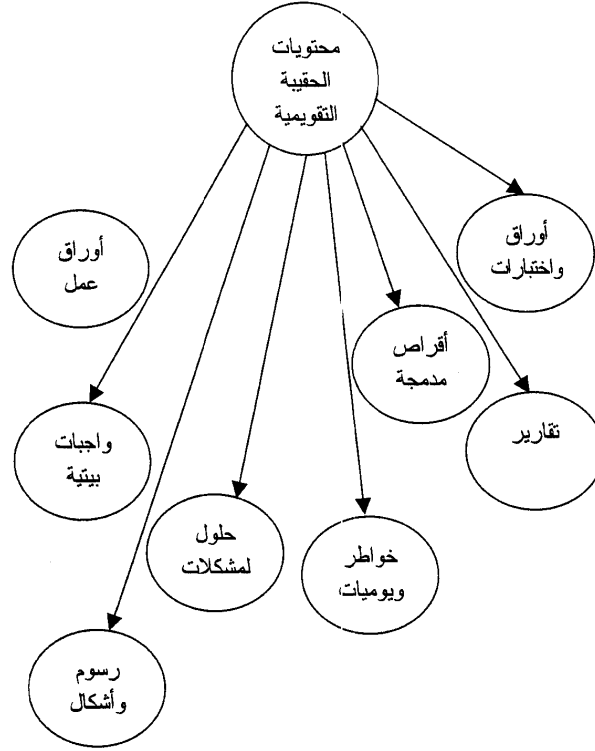 محتويات
الحقيبة
التقويمية
أوراق
واختبارات
أوراق
عمل
أقراص
مدمجة
تقارير
واجبات
بيتية
حلول
لمشكلات
خواطر
ويوميات
رسوم
وأشكال